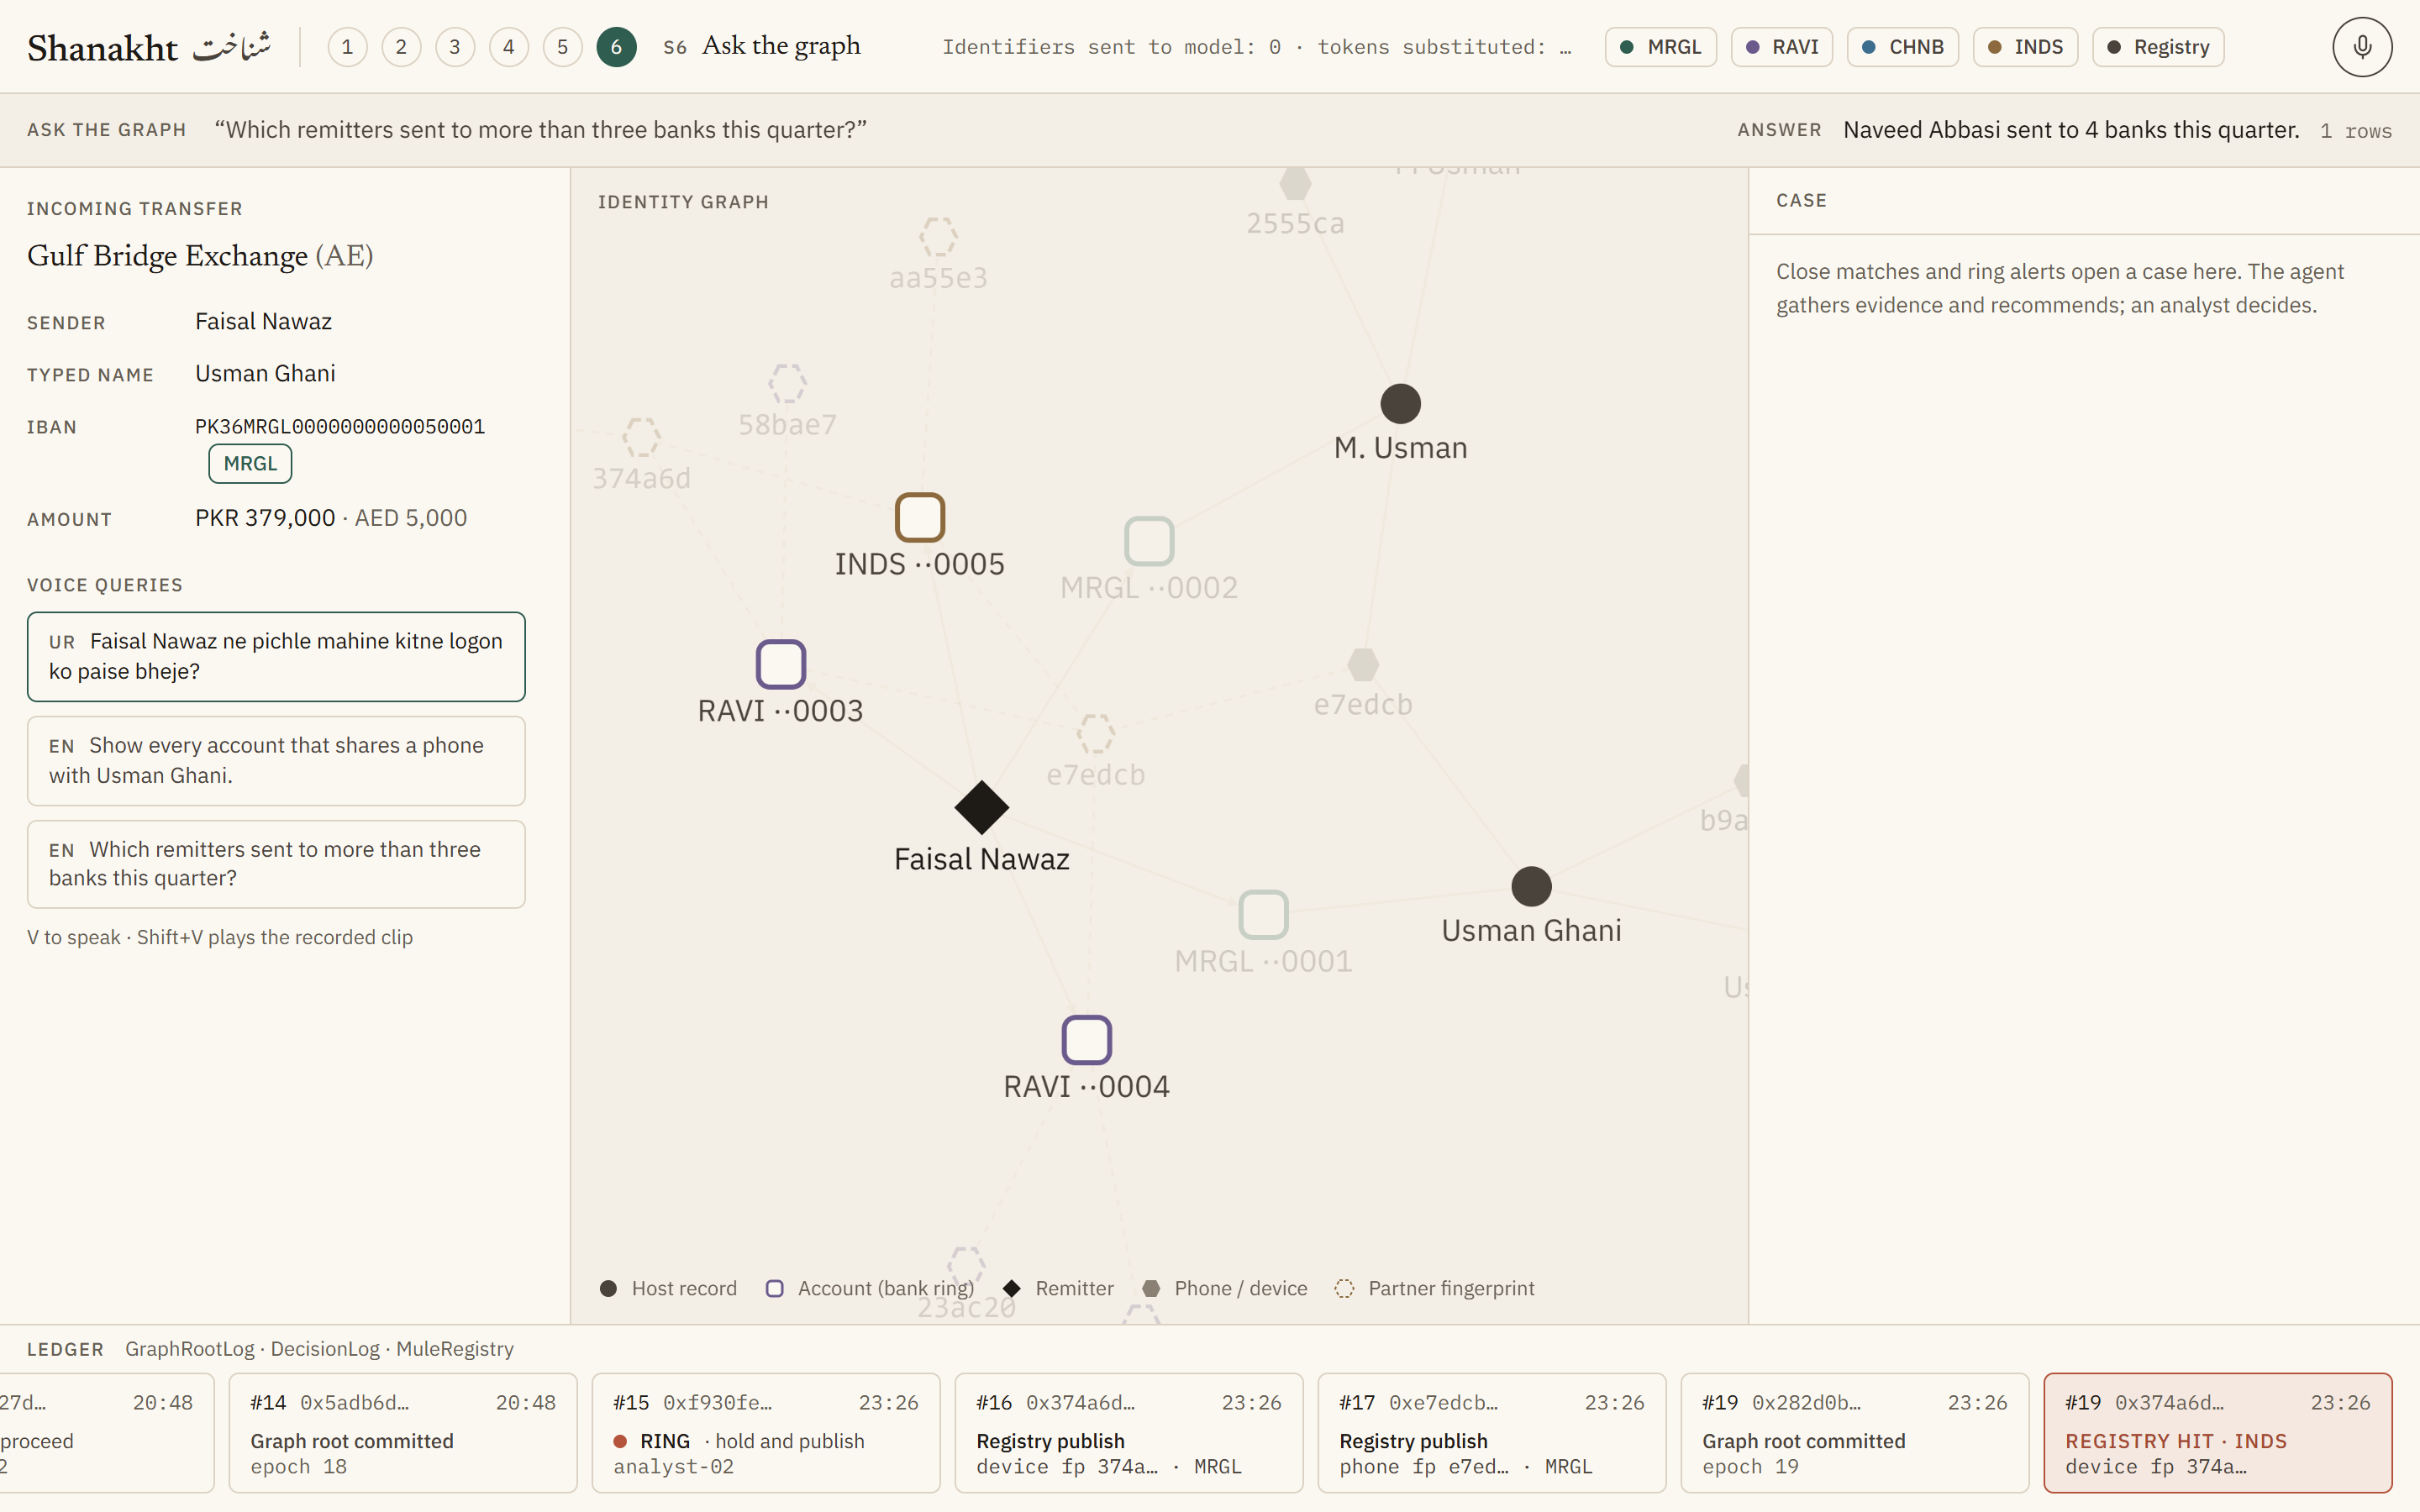 Shanakht شناخت
1 2 3 4 5 6
S6 Ask the graph
Identifiers sent to model: 0 · tokens substituted: …
MRGL RAVI CHNB INDS Registry
ASK THE GRAPH “Which remitters sent to more than three banks this quarter?”
ANSWER Naveed Abbasi sent to 4 banks this quarter. 1 rows
INCOMING TRANSFER
Gulf Bridge Exchange (AE)
SENDER Faisal Nawaz
TYPED NAME Usman Ghani
IBAN PK36MRGL0000000000050001
MRGL
AMOUNT PKR 379,000 · AED 5,000
VOICE QUERIES
UR Faisal Nawaz ne pichle mahine kitne logon
ko paise bheje?
EN Show every account that shares a phone
with Usman Ghani.
EN Which remitters sent to more than three
banks this quarter?
V to speak · Shift+V plays the recorded clip
IDENTITY GRAPH
2555ca
aa55e3
58bae7
374a6d
M. Usman
INDS ··0005
MRGL ··0002
RAVI ··0003
e7edcb
e7edcb
b9a
Faisal Nawaz
Usman Ghani
MRGL ··0001
Us
RAVI ··0004
23ac20
Host record Account (bank ring) Remitter Phone / device Partner fingerprint
CASE
Close matches and ring alerts open a case here. The agent
gathers evidence and recommends; an analyst decides.
LEDGER GraphRootLog · DecisionLog · MuleRegistry
27d… 20:48
proceed
2
#14 0x5adb6d… 20:48
Graph root committed
epoch 18
#15 0xf930fe… 23:26
RING · hold and publish
analyst-02
#16 0x374a6d… 23:26
Registry publish
device fp 374a… · MRGL
#17 0xe7edcb… 23:26
Registry publish
phone fp e7ed… · MRGL
#19 0x282d0b… 23:26
Graph root committed
epoch 19
#19 0x374a6d… 23:26
REGISTRY HIT · INDS
device fp 374a…